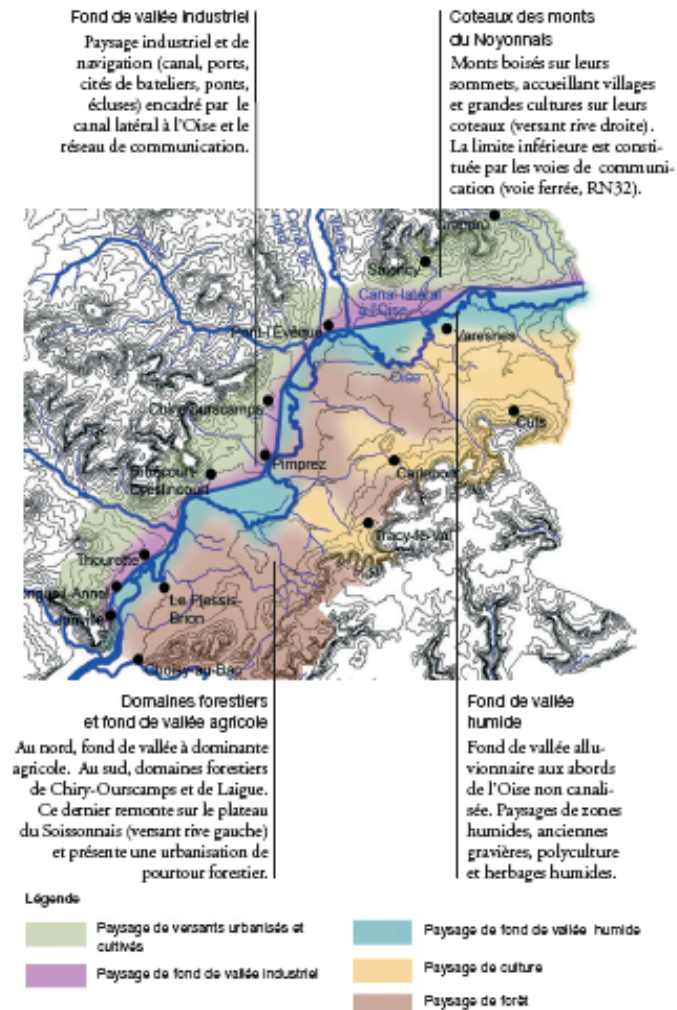 Fond de vallée industriel
Paysage industriel et de
navigation (canal, ports,
cités de bateliers, ponts,
écluses) encadré par le
canal latéral à l'Oise et le
réseau de communication.
Coteaux des monts
du Noyonnais
Monts boisés sur leurs
sommets, accueillant villages
et grandes cultures sur leurs
coteaux (versant rive droite).
La limite inférieure est consti-
tuée par les voies de communi-
cation (voie ferrée, RN32).
Salency
Canal latéral
à l'Oise
Pont-l'Évêque
Varesnes
Oise
Chiry-Ourscamps
Cuts
Pimprez
Carlepont
Ribécourt-
Dreslincourt
Tracy-le-Val
Thourotte
Le Plessis-
Brion
Choisy-au-Bac
Domaines forestiers
et fond de vallée agricole
Au nord, fond de vallée à dominante
agricole. Au sud, domaines forestiers
de Chiry-Ourscamps et de Laigue.
Ce dernier remonte sur le plateau
du Soissonnais (versant rive gauche)
et présente une urbanisation de
pourtour forestier.
Fond de vallée
humide
Fond de vallée allu-
vionnaire aux abords
de l'Oise non canali-
sée. Paysages de zones
humides, anciennes
gravières, polyculture
et herbages humides.
Légende
Paysage de versants urbanisés et
cultivés
Paysage de fond de vallée industriel
Paysage de fond de vallée humide
Paysage de culture
Paysage de forêt